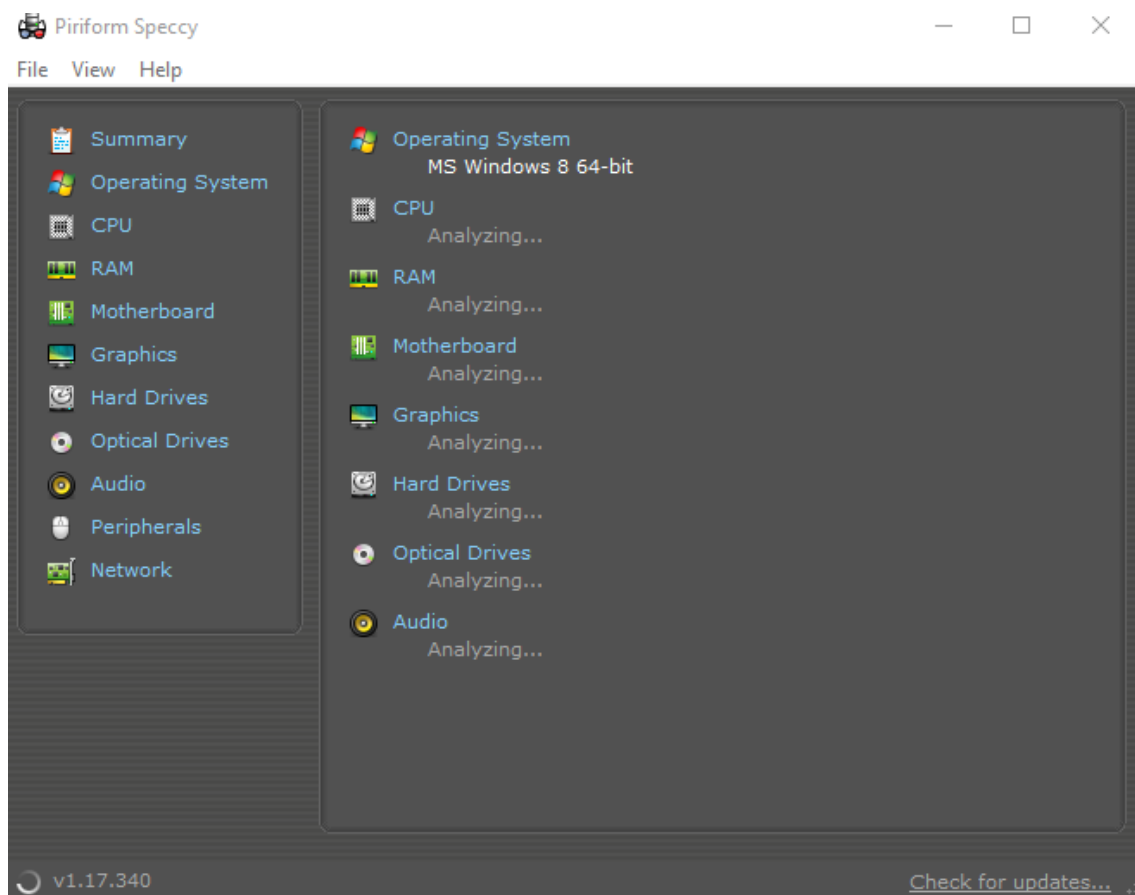 Piriform Speccy
File View Help
Summary
Operating System
CPU
RAM
Motherboard
Graphics
Hard Drives
Optical Drives
Audio
Peripherals
Network
Operating System
MS Windows 8 64-bit
CPU
Analyzing...
RAM
Analyzing...
Motherboard
Analyzing...
Graphics
Analyzing...
Hard Drives
Analyzing...
Optical Drives
Analyzing...
Audio
Analyzing...
v1.17.340
Check for updates...